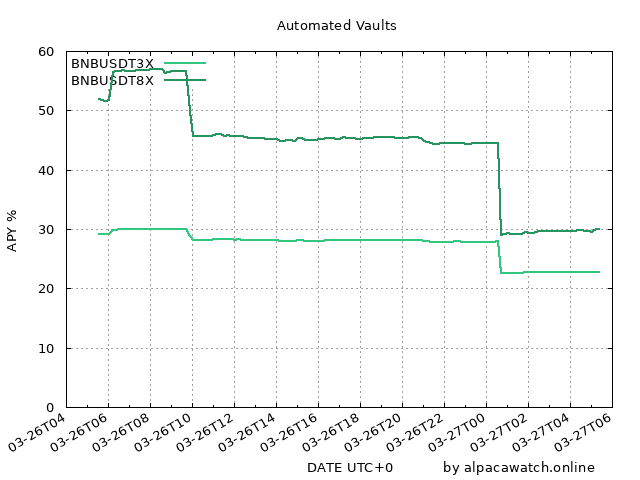 Automated Vaults
60
50
40
30
20
10
0
APY %
BNBUSDT3X
BNBUSDT8X
03-26T04
03-26T06
03-26T08
03-26T10
03-26T12
03-26T14
03-26T16
03-26T18
03-26T20
03-26T22
03-27T00
03-27T02
03-27T04
03-27T06
DATE UTC+0
by alpacawatch.online